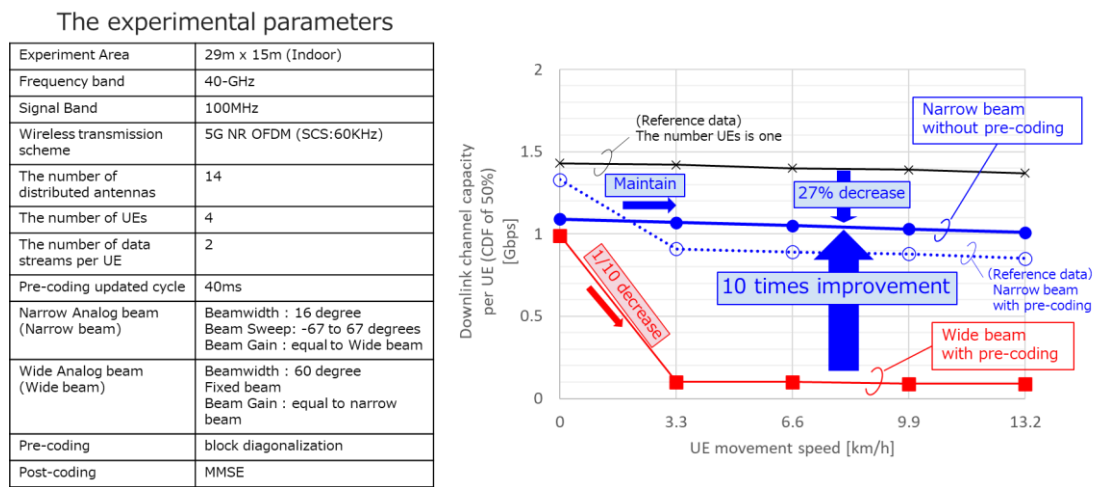 The experimental parameters
Experiment Area
29m x 15m (Indoor)
Frequency band
40-GHz
Signal Band
100MHz
Wireless transmission
scheme
5G NR OFDM (SCS:60KHz)
The number of
distributed antennas
14
The number of UEs
4
The number of data
streams per UE
2
Pre-coding updated cycle
40ms
Narrow Analog beam
(Narrow beam)
Beamwidth : 16 degree
Beam Sweep: -67 to 67 degrees
Beam Gain : equal to Wide beam
Wide Analog beam
(Wide beam)
Beamwidth : 60 degree
Fixed beam
Beam Gain : equal to narrow
beam
Pre-coding
block diagonalization
Post-coding
MMSE
Downlink channel capacity
per UE (CDF of 50%)
[Gbps]
2
1.5
1
0.5
0
(Reference data)
The number UEs is one
Narrow beam
without pre-coding
Maintain
27% decrease
1/10 decrease
10 times improvement
(Reference data)
Narrow beam
with pre-coding
Wide beam
with pre-coding
0
3.3
6.6
9.9
13.2
UE movement speed [km/h]